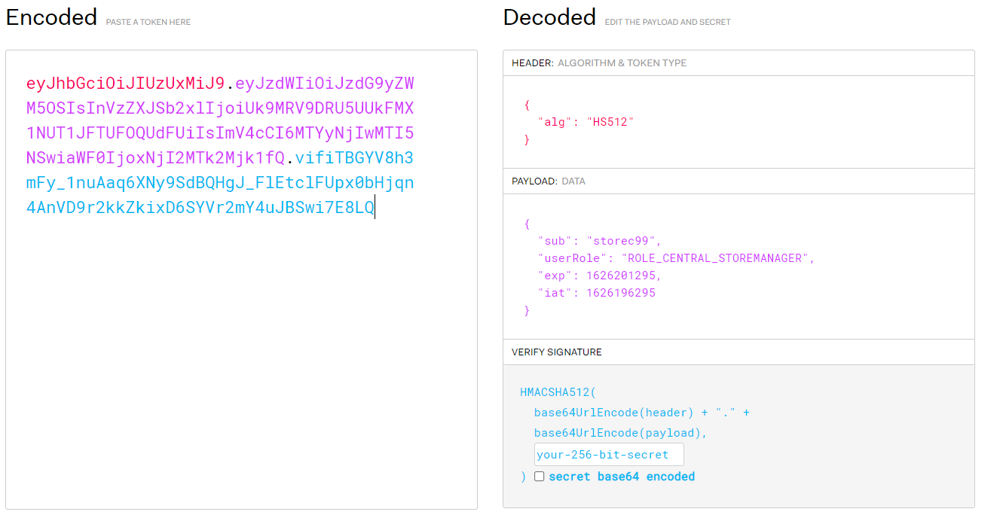 Encoded PASTE A TOKEN HERE
eyJhbGciOiJIUzUxMiJ9.eyJzdWIiOiJzdG9yZW
M5OSIsInVzZXJSb2xlIjoiUk9MRV9DRU5UUkFMX
1NUT1JFTUFOQUdFUiIsImV4cCI6MTYyNjIwMTI5
NSwiaWF0IjoxNjI2MTk2Mjk1fQ.vifiTBGYV8h3
mFy_1nuAaq6XNy9SdBQHgJ_FlEtclFUpx0bHjqn
4AnVD9r2kkZkixD6SYVr2mY4uJBSwi7E8LQ
Decoded EDIT THE PAYLOAD AND SECRET
HEADER: ALGORITHM & TOKEN TYPE
{
"alg": "HS512"
}
PAYLOAD: DATA
{
"sub": "storec99",
"userRole": "ROLE_CENTRAL_STOREMANAGER",
"exp": 1626201295,
"iat": 1626196295
}
VERIFY SIGNATURE
HMACSHA512(
base64UrlEncode(header) + "." +
base64UrlEncode(payload),
your-256-bit-secret
) secret base64 encoded